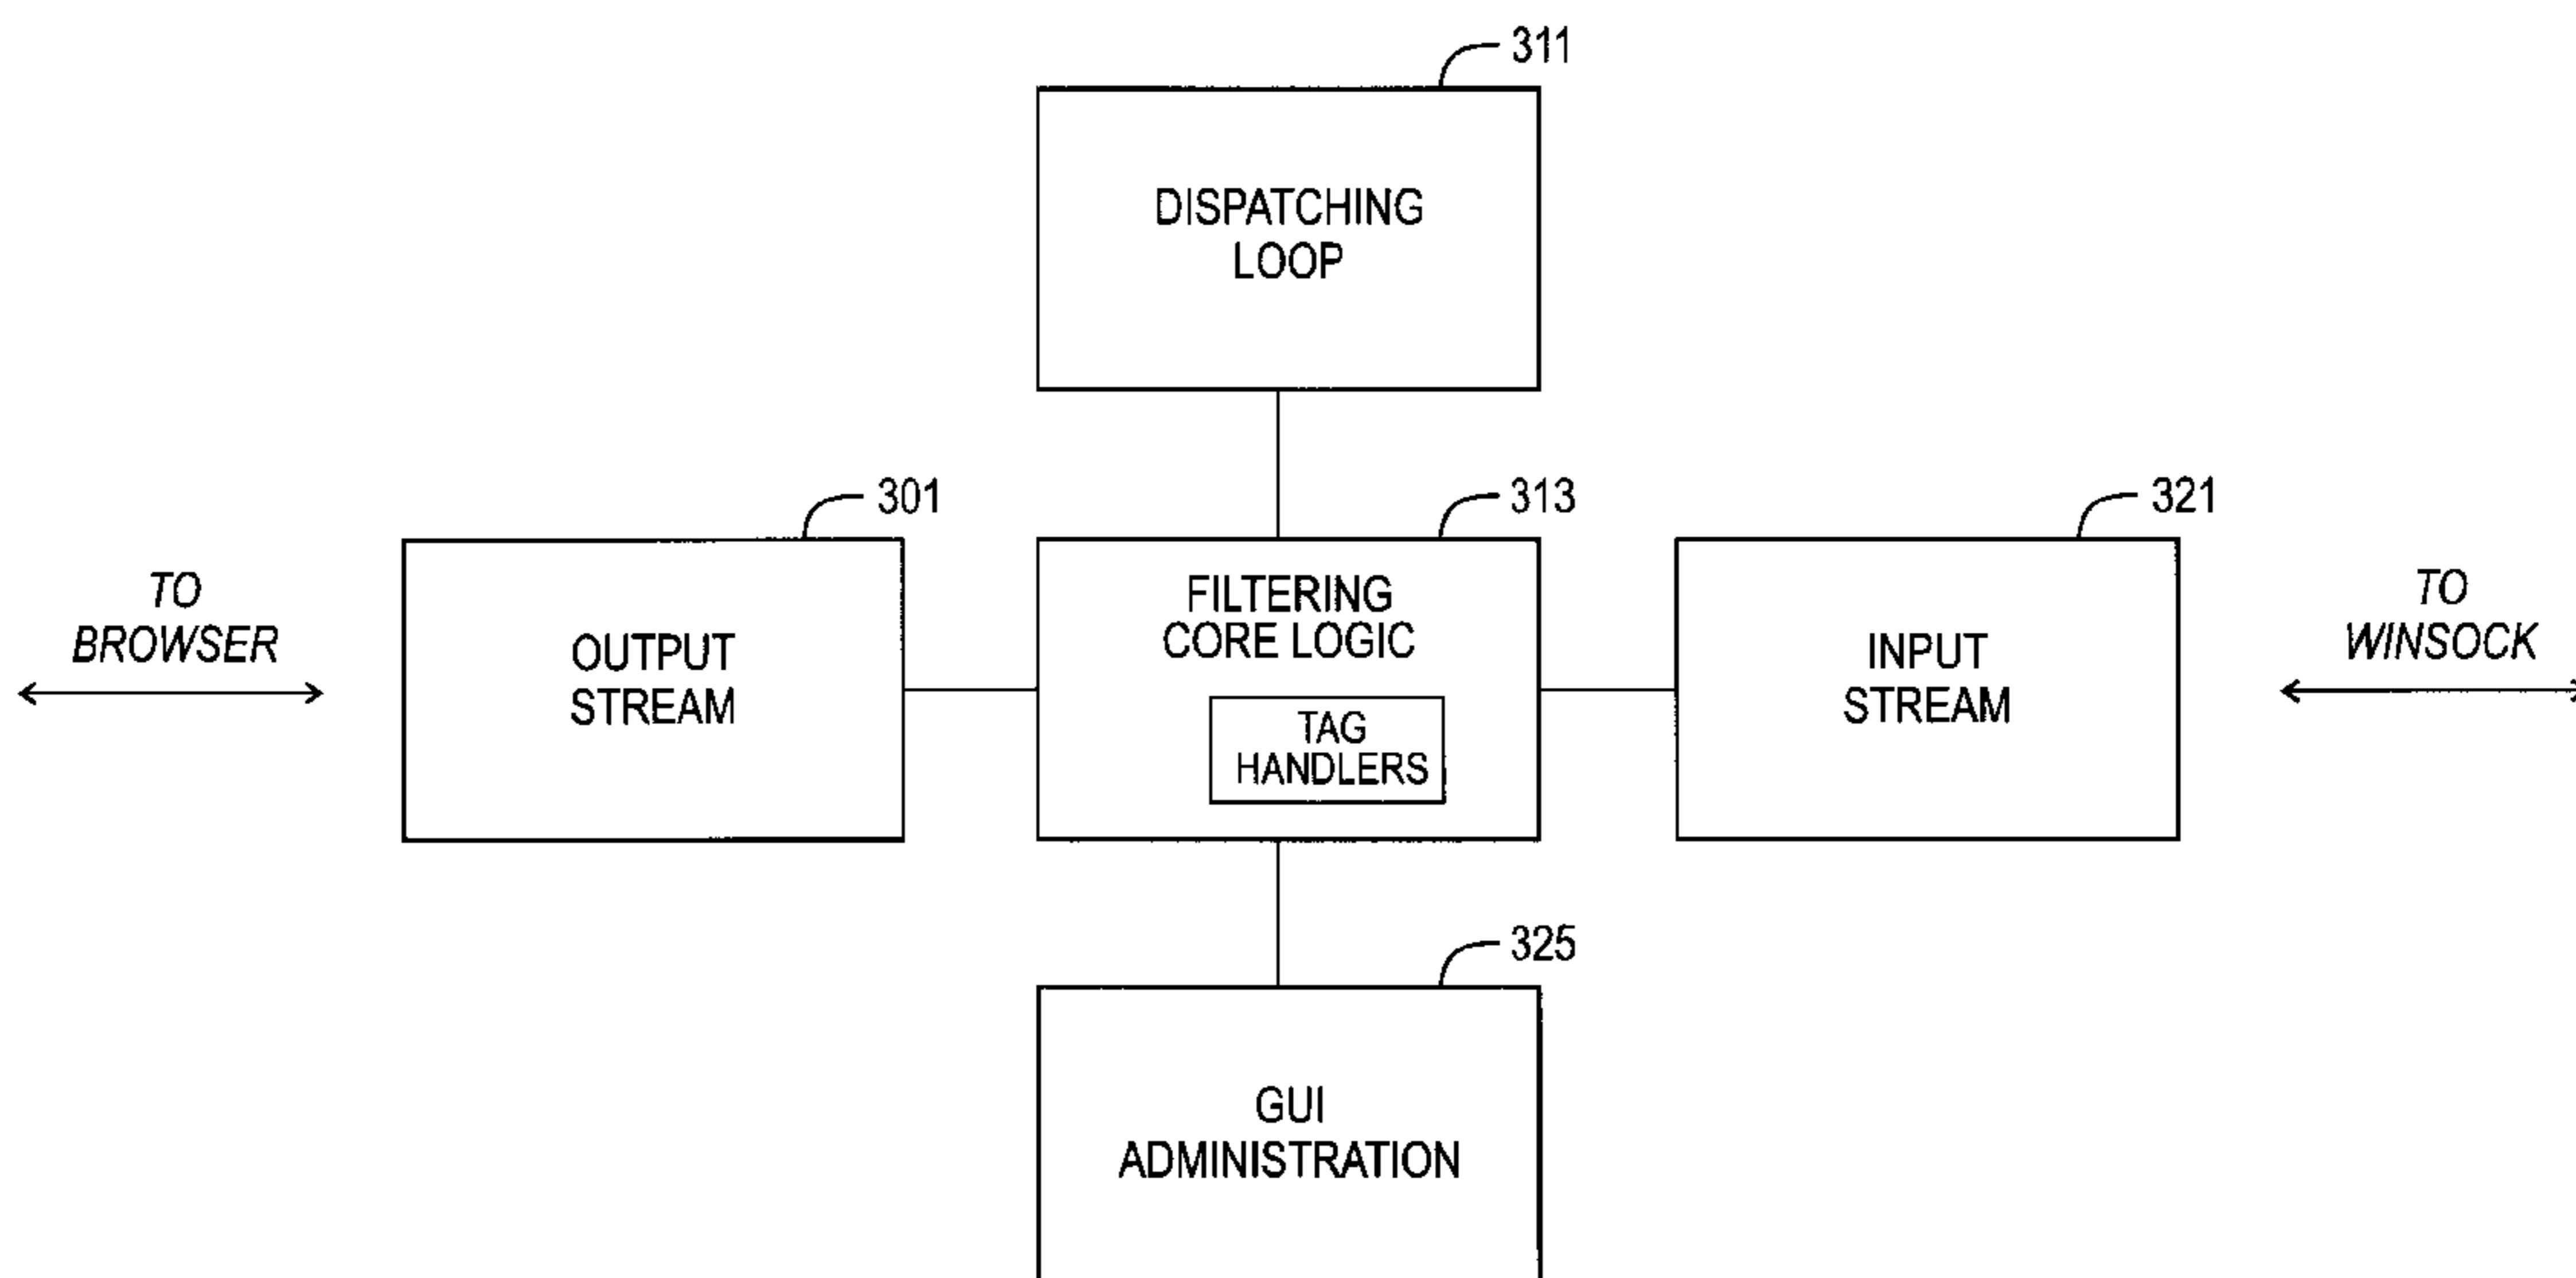 311
DISPATCHING
LOOP
301
313
321
TO
BROWSER
OUTPUT
STREAM
FILTERING
CORE LOGIC
TAG
HANDLERS
INPUT
STREAM
TO
WINSOCK
325
GUI
ADMINISTRATION